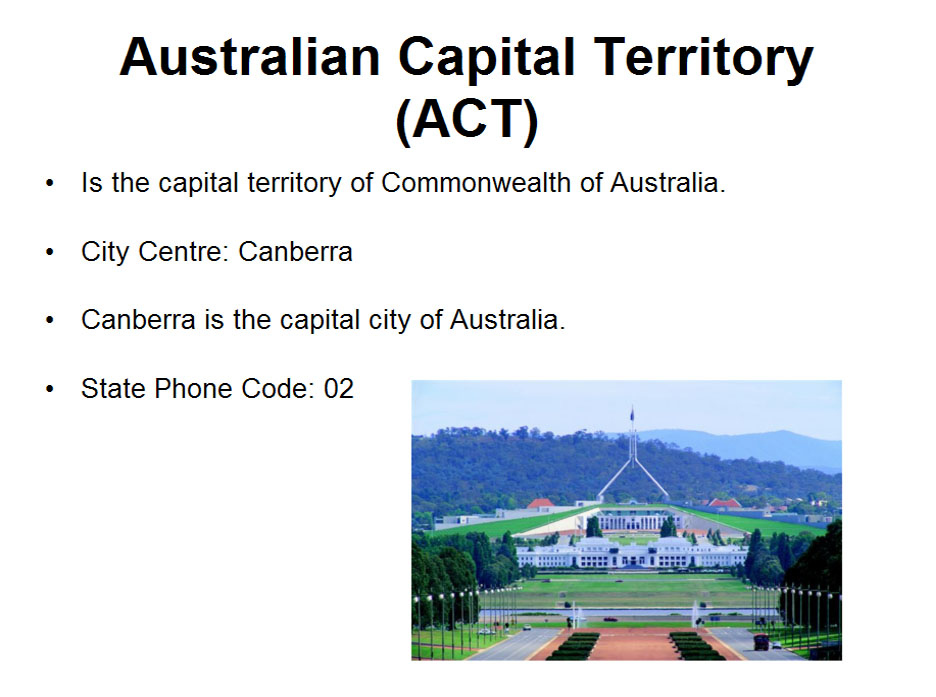 Australian Capital Territory
(ACT)
• Is the capital territory of Commonwealth of Australia.
• City Centre: Canberra
• Canberra is the capital city of Australia.
• State Phone Code: 02